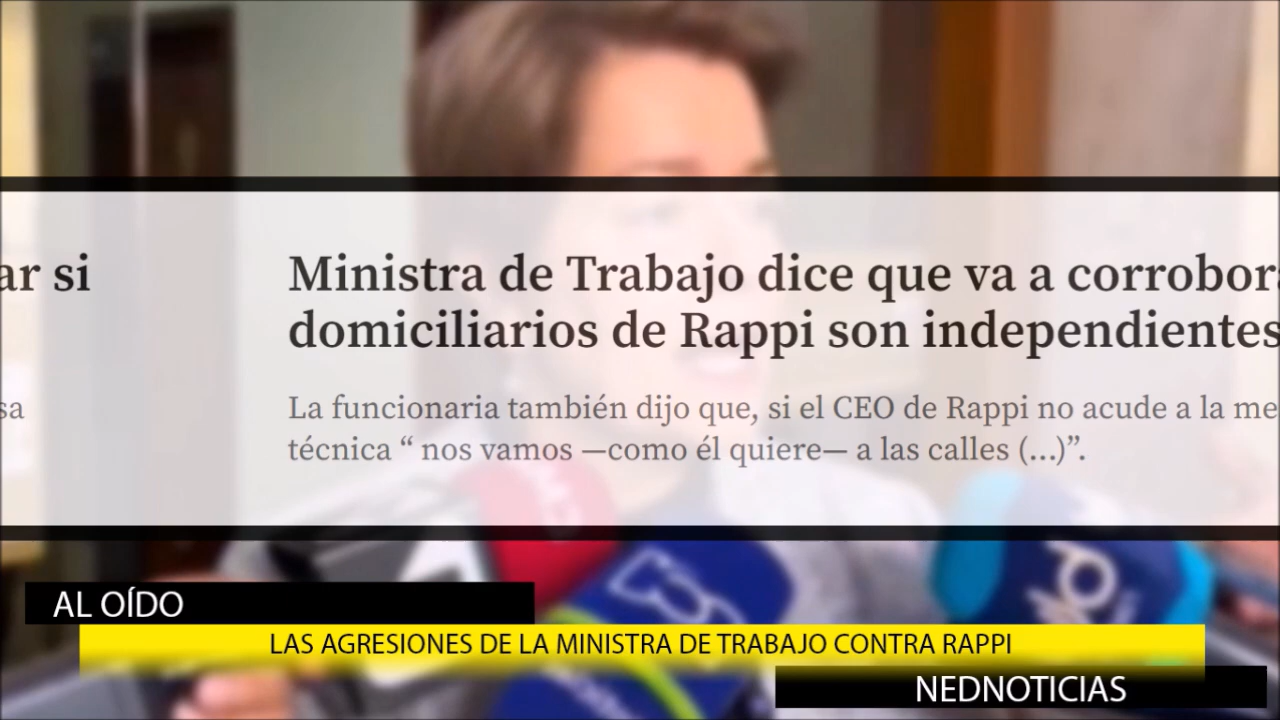 ar si
Ministra de Trabajo dice que va a corrobora
domiciliarios de Rappi son independientes
sa
La funcionaria también dijo que, si el CEO de Rappi no acude a la me
técnica “ nos vamos —como él quiere— a las calles (...)”.
AL OÍDO
LAS AGRESIONES DE LA MINISTRA DE TRABAJO CONTRA RAPPI
NEDNOTICIAS